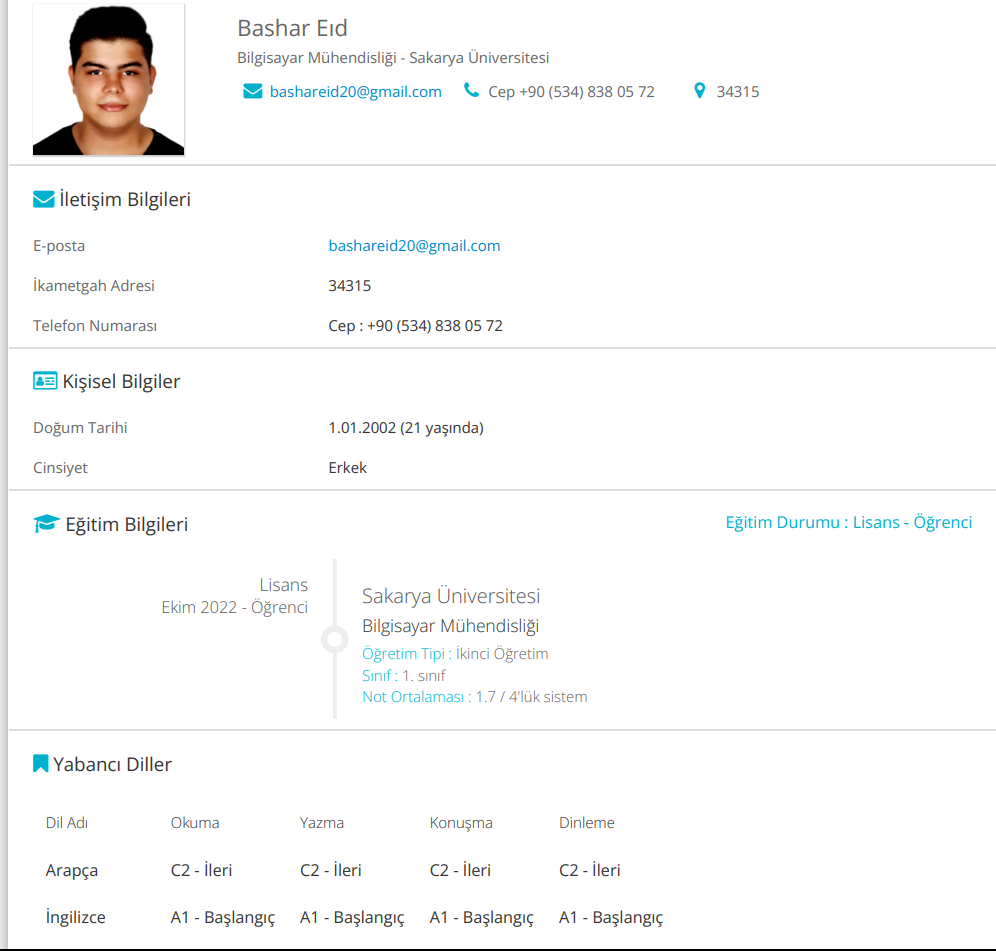 Bashar Eıd
Bilgisayar Mühendisliği - Sakarya Üniversitesi
bashareid20@gmail.com Cep +90 (534) 838 05 72 34315
İletişim Bilgileri
E-posta bashareid20@gmail.com
İkametgah Adresi 34315
Telefon Numarası Cep : +90 (534) 838 05 72
Kişisel Bilgiler
Doğum Tarihi 1.01.2002 (21 yaşında)
Cinsiyet Erkek
Eğitim Bilgileri Eğitim Durumu : Lisans - Öğrenci
Lisans
Ekim 2022 - Öğrenci
Sakarya Üniversitesi
Bilgisayar Mühendisliği
Öğretim Tipi : İkinci Öğretim
Sınıf : 1. sınıf
Not Ortalaması : 1.7 / 4'lük sistem
Yabancı Diller
Dil Adı Okuma Yazma Konuşma Dinleme
Arapça C2 - İleri C2 - İleri C2 - İleri C2 - İleri
İngilizce A1 - Başlangıç A1 - Başlangıç A1 - Başlangıç A1 - Başlangıç